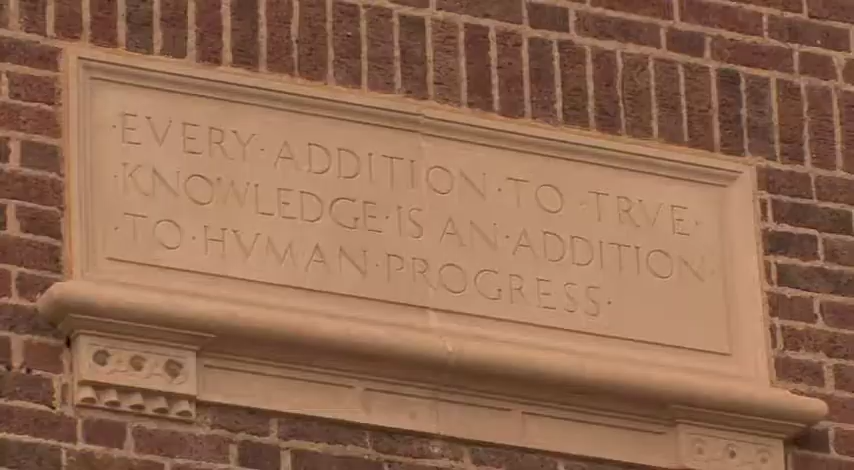 ·EVERY·ADDITION·TO·TRVE·
·KNOWLEDGE·IS·AN·ADDITION·
·TO·HVMAN·PROGRESS·